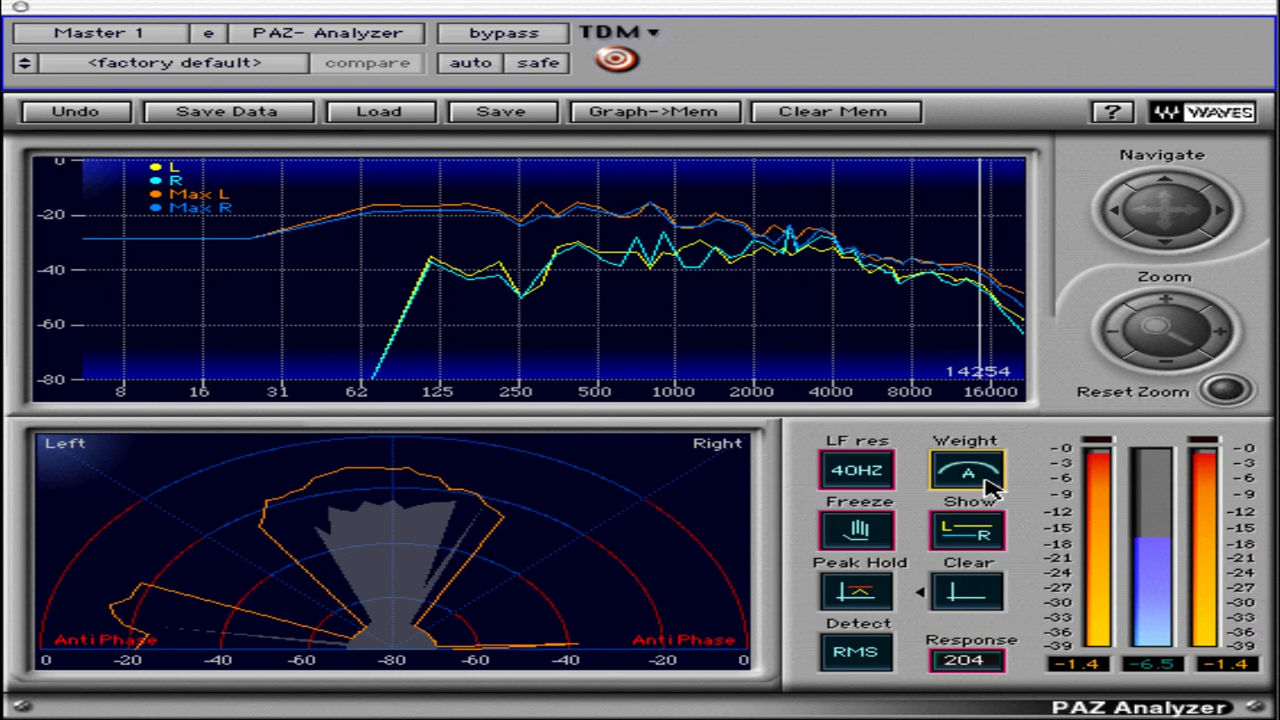 Master 1 e PAZ- Analyzer bypass TDM
<factory default> compare auto safe
Undo Save Data Load Save Graph->Mem Clear Mem ? WAVES
Navigate
L
R
Max L
Max R
0
-20
-40
-60
-80
14254
8 16 31 62 125 250 500 1000 2000 4000 8000 16000
Zoom
Reset Zoom
Left Right
AntiPhase AntiPhase
0 -20 -40 -60 -80 -60 -40 -20 0
LF res Weight
40HZ A
Freeze Show
L R
Peak Hold Clear
Detect Response
RMS 204
-0 -0
-3 -3
-6 -6
-9 -9
-12 -12
-15 -15
-18 -18
-21 -21
-24 -24
-27 -27
-30 -30
-33 -33
-36 -36
-39 -39
-1.4 -6.5 -1.4
PAZ Analyzer